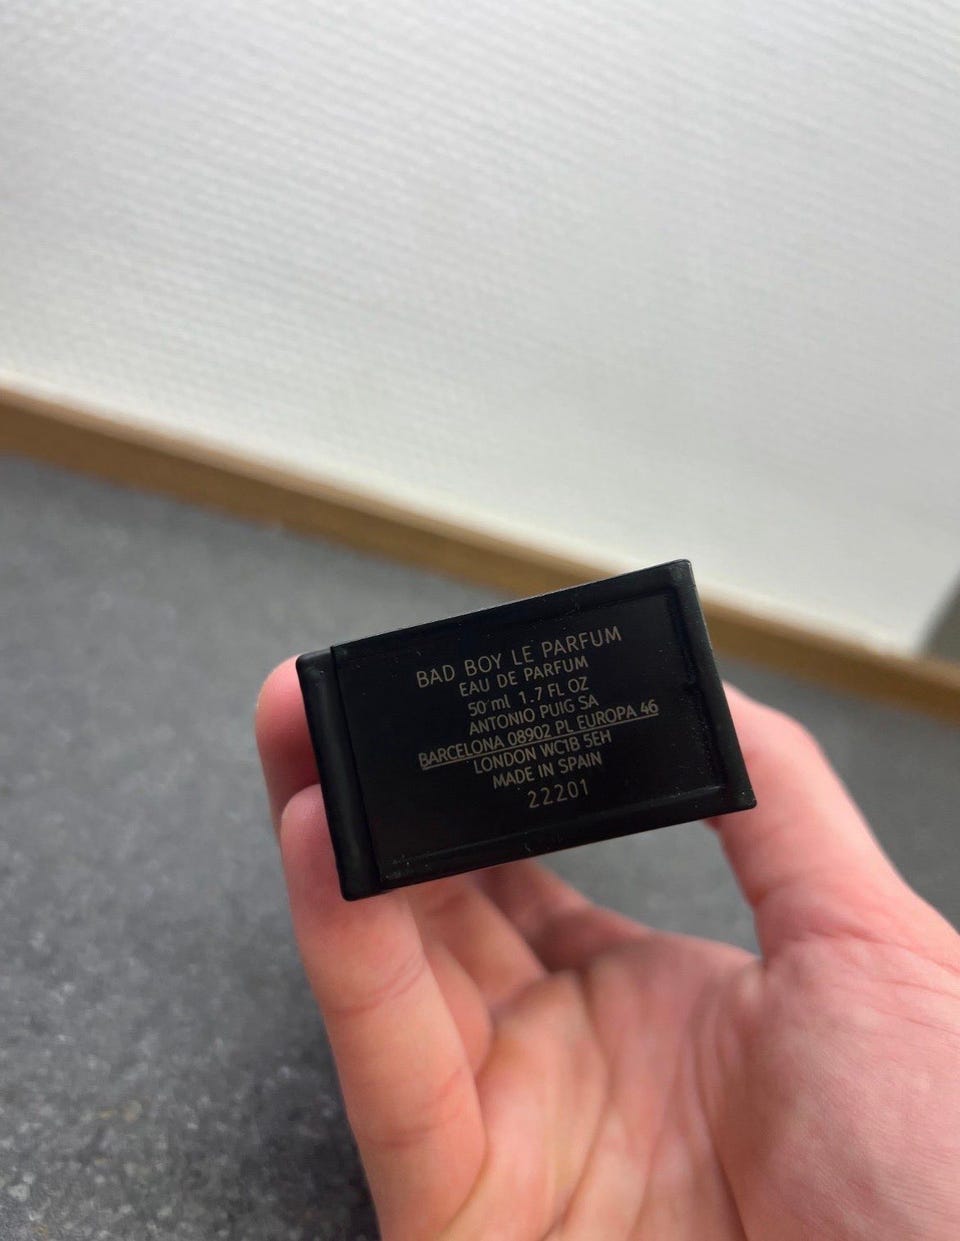 BAD BOY LE PARFUM
EAU DE PARFUM
50 ml 1.7 FL OZ
ANTONIO PUIG SA
BARCELONA 08902 PL EUROPA 46
LONDON WC1B 5EH
MADE IN SPAIN
22201